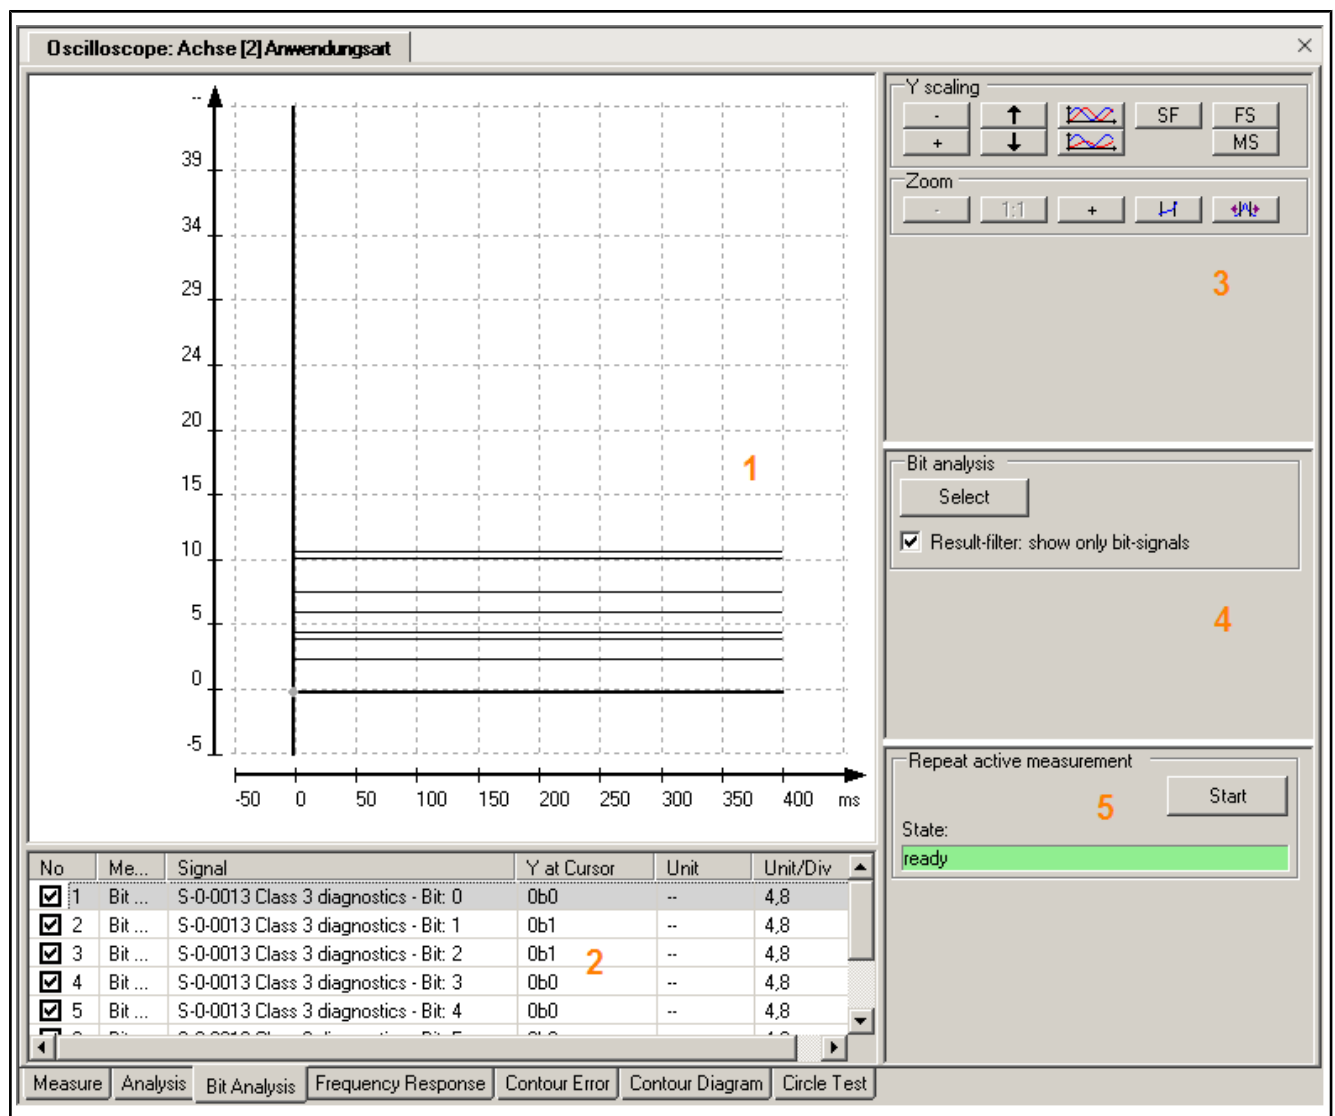 Oscilloscope: Achse [2] Anwendungsart
--
39
34
29
24
20
15
10
5
0
-5
-50 0 50 100 150 200 250 300 350 400 ms
1
Y scaling
- SF FS
+ MS
Zoom
- 1:1 +
3
Bit analysis
Select
Result-filter: show only bit-signals
4
Repeat active measurement
Start
5
State:
ready
No Me... Signal Y at Cursor Unit Unit/Div
1 Bit ... S-0-0013 Class 3 diagnostics - Bit: 0 0b0 -- 4,8
2 Bit ... S-0-0013 Class 3 diagnostics - Bit: 1 0b1 -- 4,8
3 Bit ... S-0-0013 Class 3 diagnostics - Bit: 2 0b1 -- 4,8
2
4 Bit ... S-0-0013 Class 3 diagnostics - Bit: 3 0b0 -- 4,8
5 Bit ... S-0-0013 Class 3 diagnostics - Bit: 4 0b0 -- 4,8
Measure Analysis Bit Analysis Frequency Response Contour Error Contour Diagram Circle Test